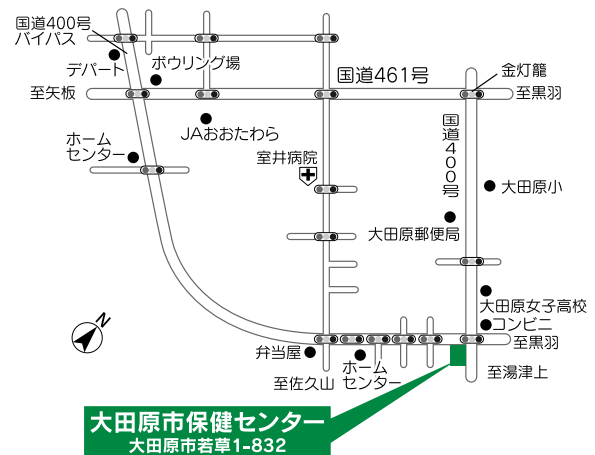 国道400号
バイパス
デパート
ボウリング場
国道461号
金灯籠
至矢板
至黒羽
JAおおたわら
国道400号
ホーム
センター
室井病院
大田原小
大田原郵便局
大田原女子高校
コンビニ
至黒羽
N
弁当屋
ホーム
センター
至佐久山
至湯津上
大田原市保健センター
大田原市若草1-832